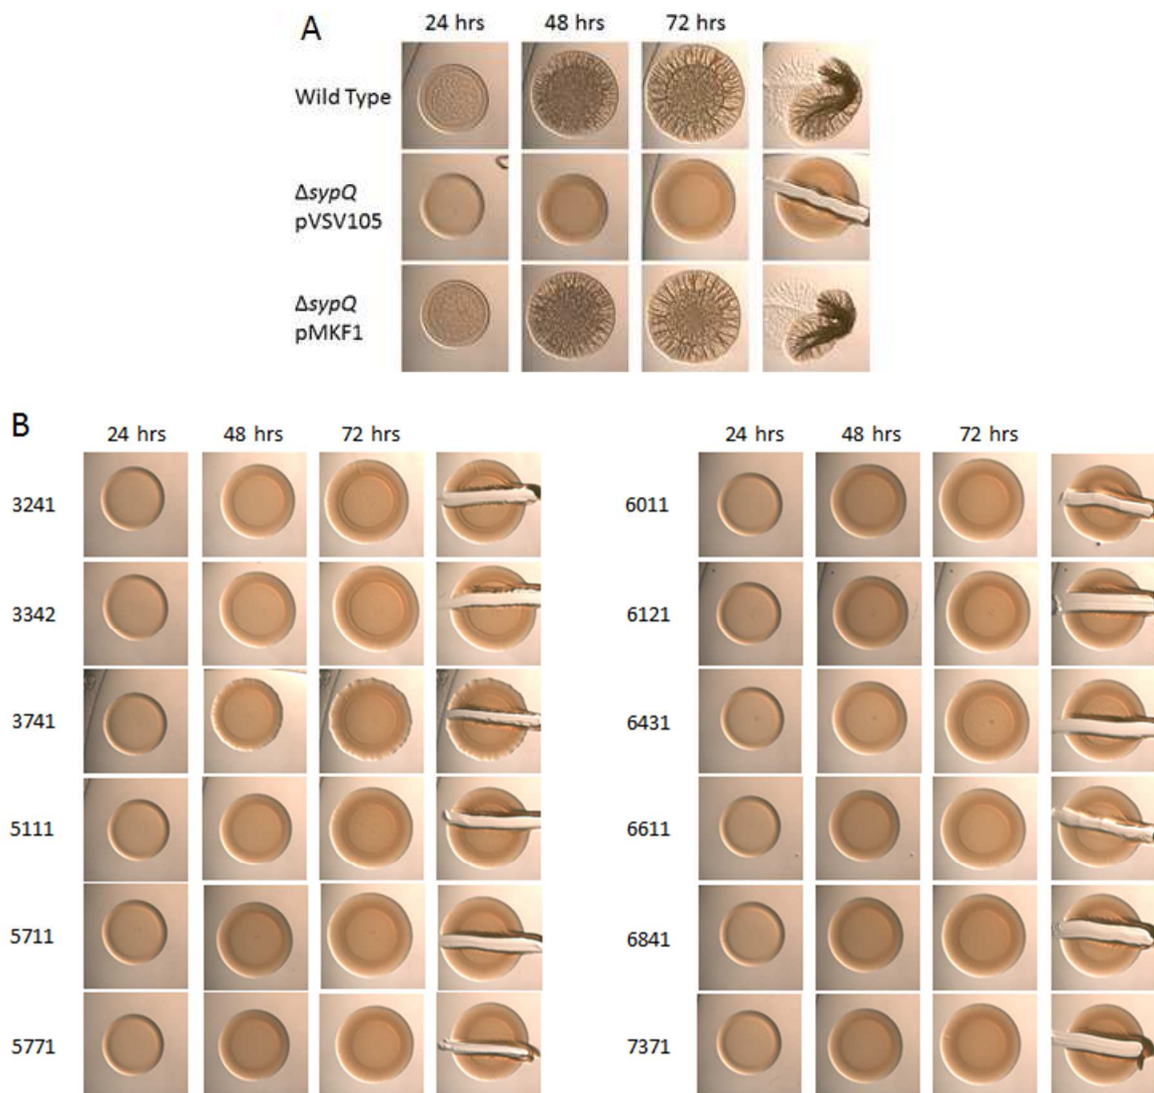 A
24 hrs 48 hrs 72 hrs
Wild Type
ΔsypQ
pVSV105
ΔsypQ
pMKF1
B
24 hrs 48 hrs 72 hrs
3241
3342
3741
5111
5711
5771
24 hrs 48 hrs 72 hrs
6011
6121
6431
6611
6841
7371